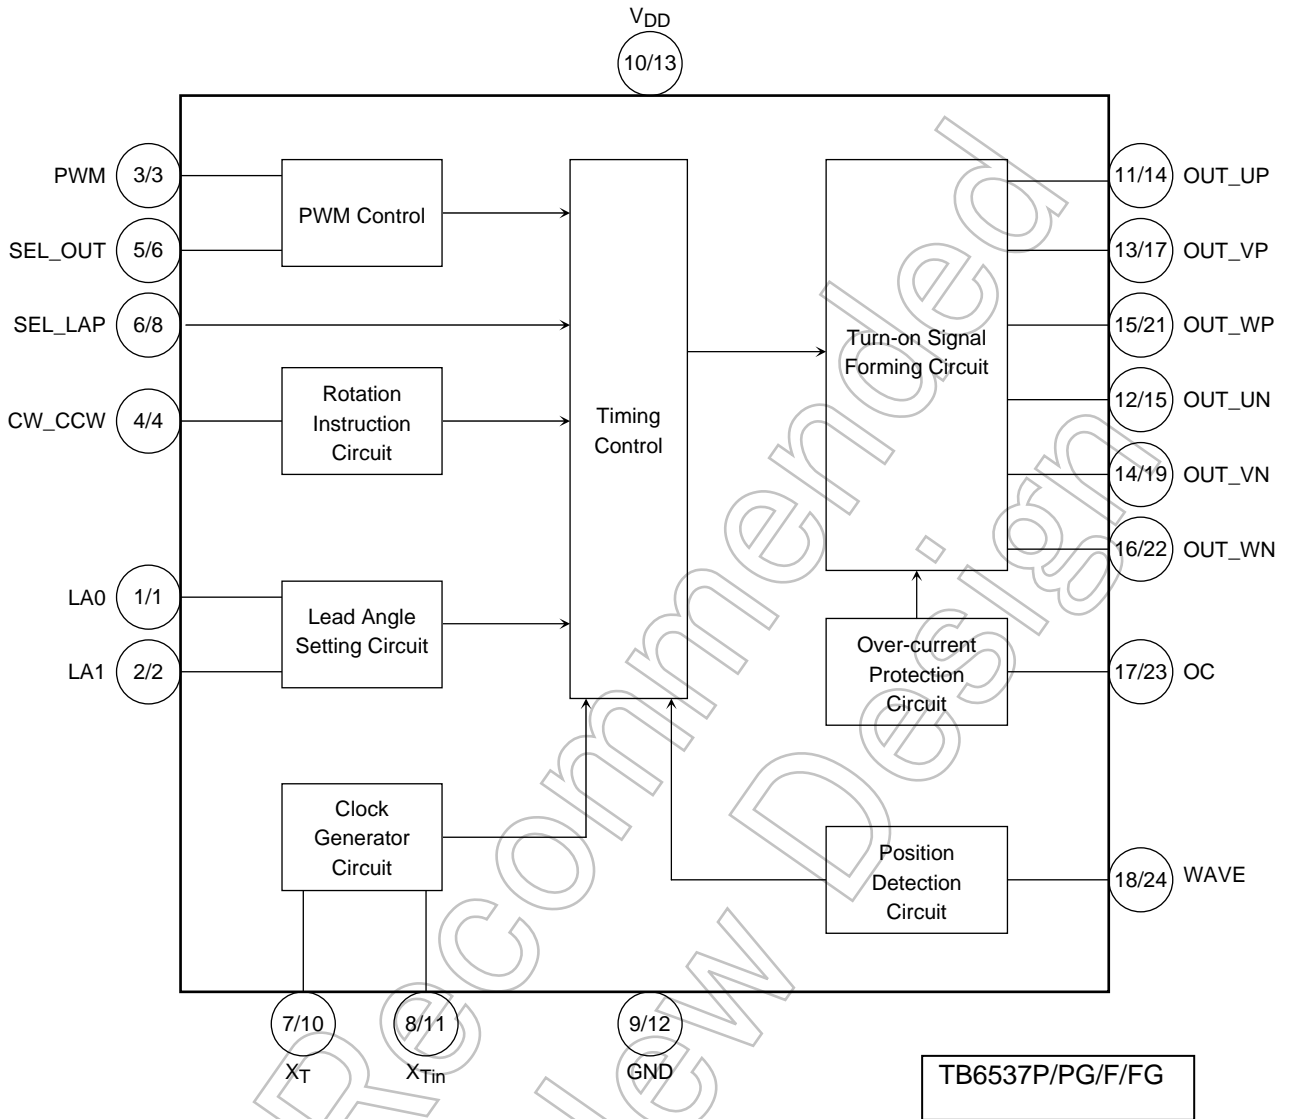 VDD
10/13
PWM 3/3
SEL_OUT 5/6
SEL_LAP 6/8
CW_CCW 4/4
LA0 1/1
LA1 2/2
PWM Control
Rotation
Instruction
Circuit
Lead Angle
Setting Circuit
Clock
Generator
Circuit
Timing
Control
Turn-on Signal
Forming Circuit
Over-current
Protection
Circuit
Position
Detection
Circuit
11/14 OUT_UP
13/17 OUT_VP
15/21 OUT_WP
12/15 OUT_UN
14/19 OUT_VN
16/22 OUT_WN
17/23 OC
18/24 WAVE
7/10
XT
8/11
XTin
9/12
GND
TB6537P/PG/F/FG
Recommended
Design